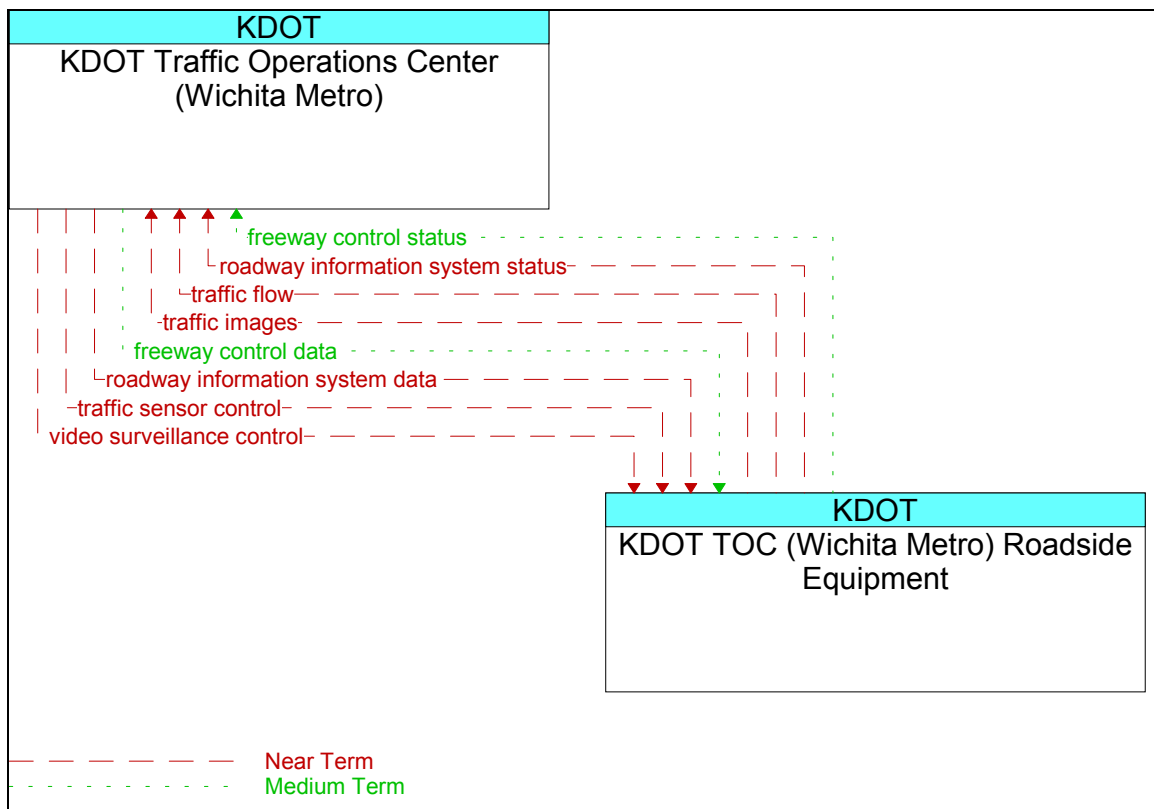 KDOT
KDOT Traffic Operations Center
(Wichita Metro)
freeway control status
roadway information system status
traffic flow
traffic images
freeway control data
roadway information system data
traffic sensor control
video surveillance control
KDOT
KDOT TOC (Wichita Metro) Roadside
Equipment
Near Term
Medium Term